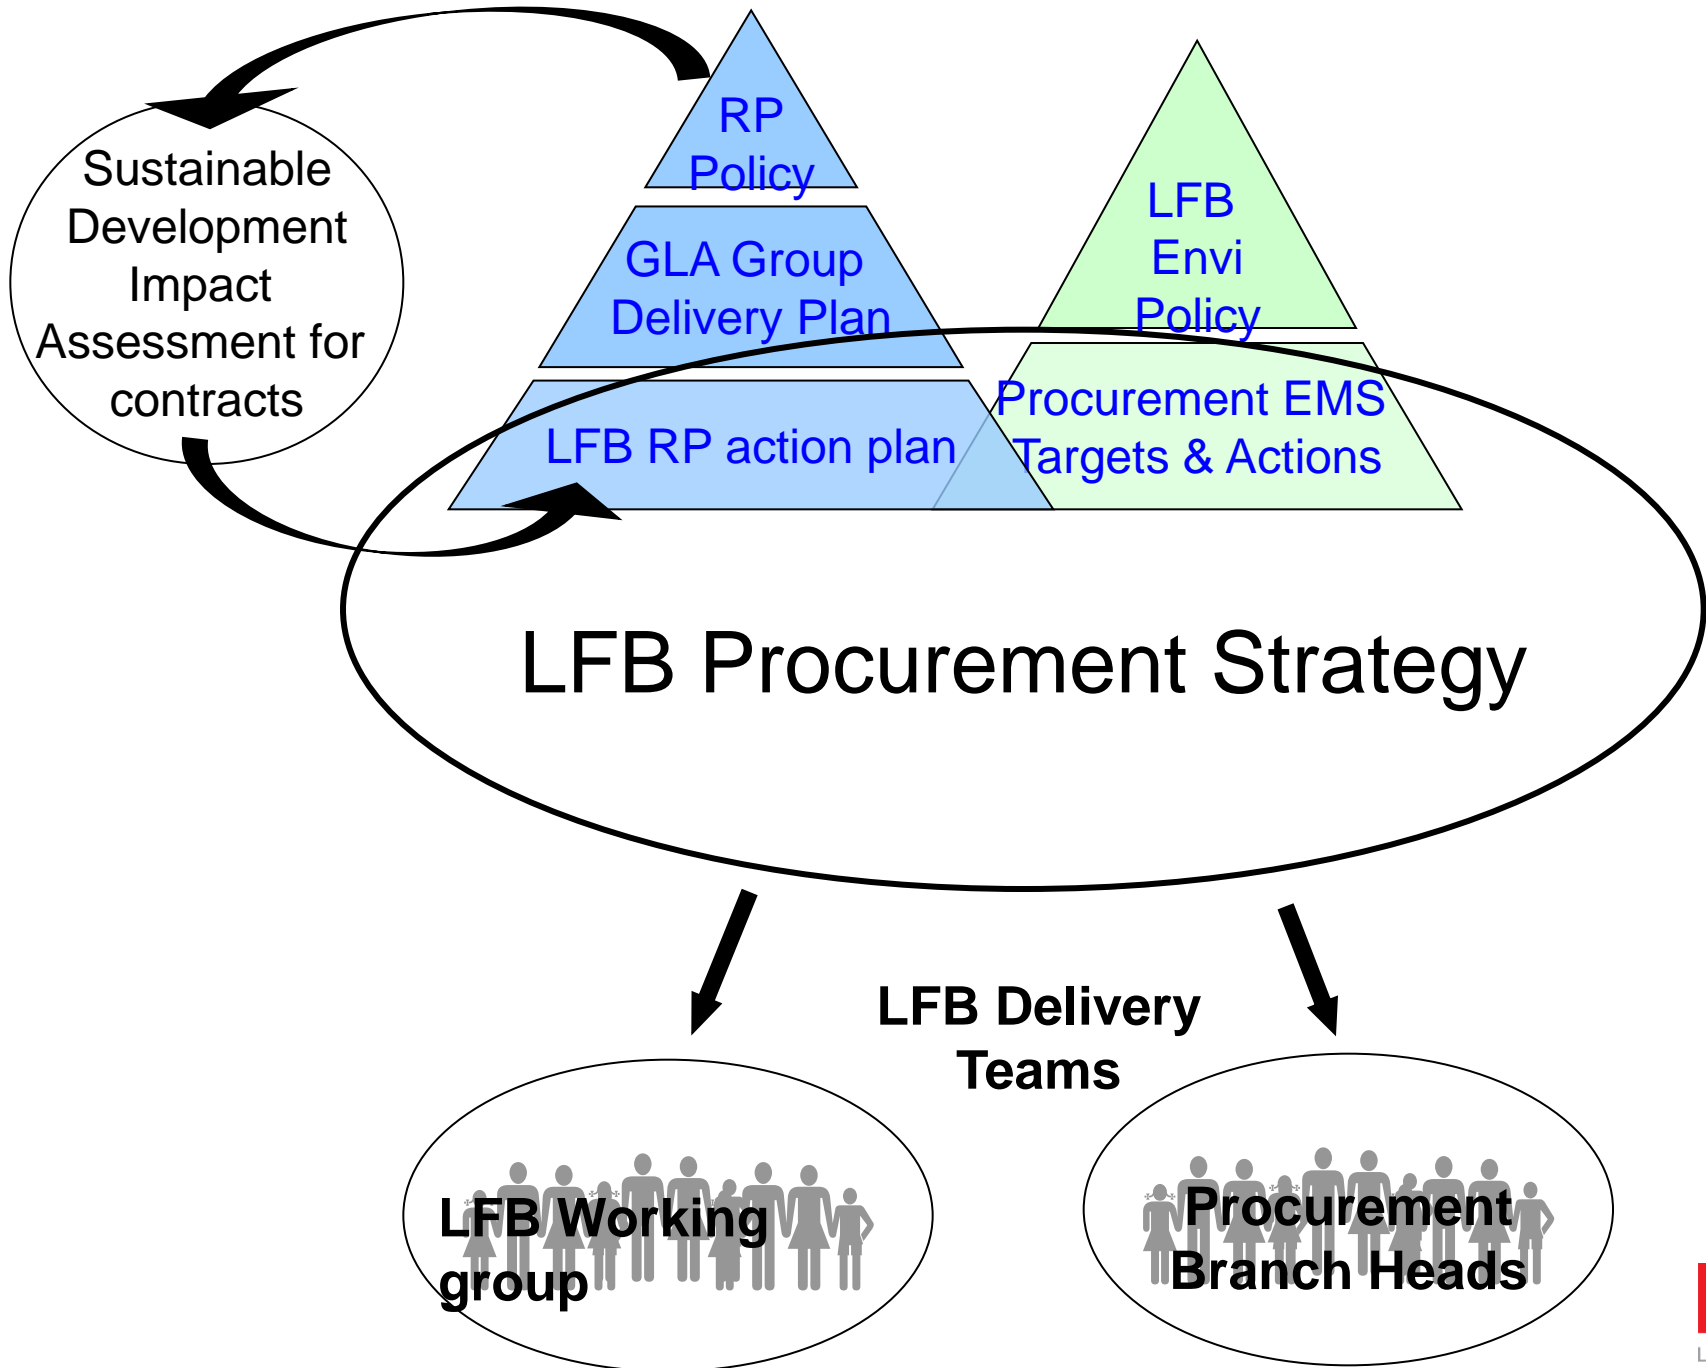 RP
Policy
Sustainable
Development
Impact
Assessment for
contracts
GLA Group
Delivery Plan
LFB
Envi
Policy
LFB RP action plan
Procurement EMS
Targets & Actions
LFB Procurement Strategy
LFB Delivery
Teams
LFB Working
group
Procurement
Branch Heads
L